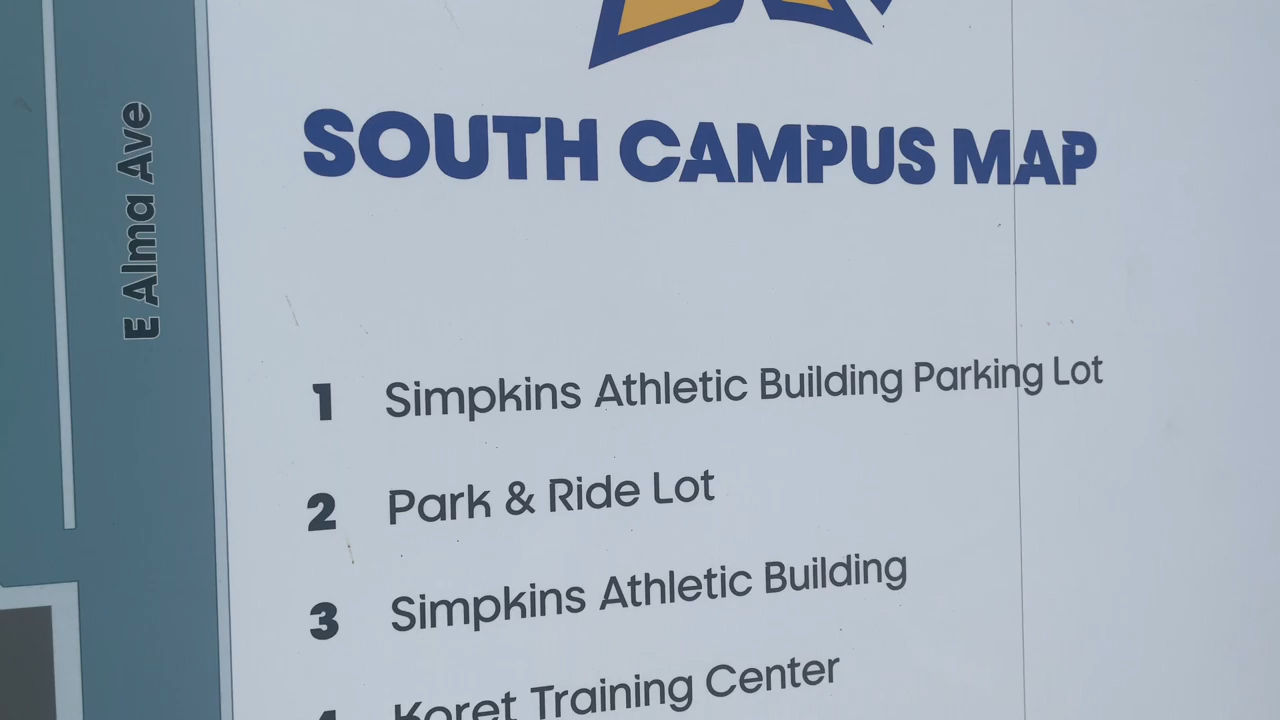 E Alma Ave
SOUTH CAMPUS MAP
1 Simpkins Athletic Building Parking Lot
2 Park & Ride Lot
3 Simpkins Athletic Building
4 Koret Training Center